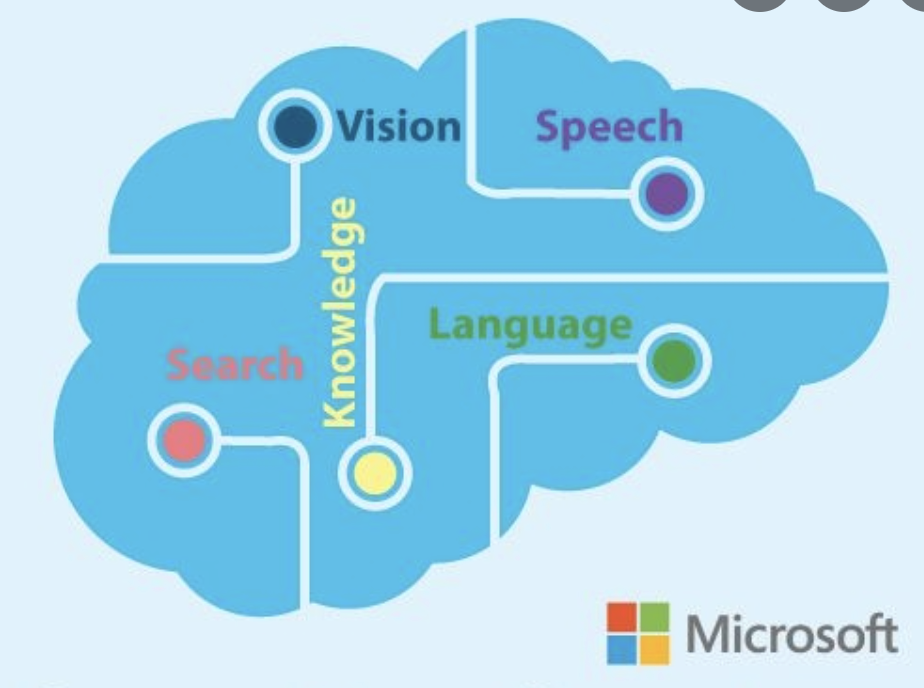 Vision
Speech
Knowledge
Language
Search
Microsoft